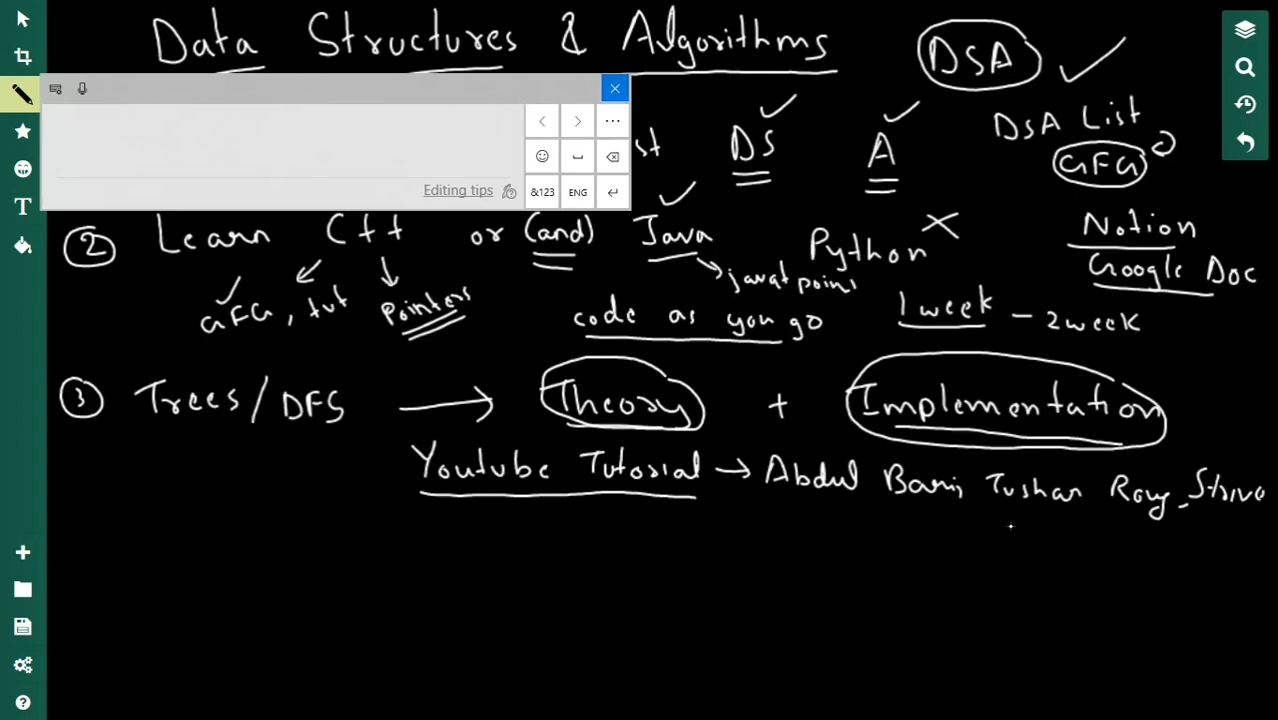 Data Structures & Algorithms DSA
DS A DSA List
GFG
Editing tips
&123 ENG
② Learn C++ or (and) Java Python Notion
Google Doc
GFG, tut Pointers javatpoint
code as you go 1 week - 2 week
③ Trees/DFS → Theory + Implementation
Youtube Tutorial → Abdul Bari, Tushar Roy, Strive